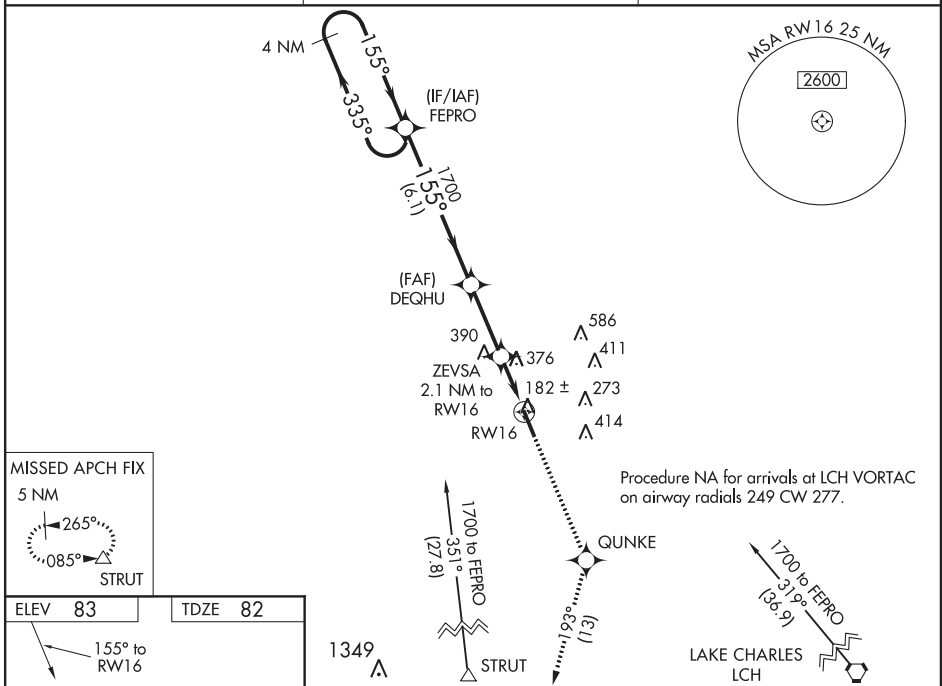 MSA RW16 25 NM
2600
4 NM
155°
335°
(IF/IAF)
FEPRO
1700
155°
(6.1)
(FAF)
DEQHU
390
376
586
411
273
414
182 ±
ZEVSA
2.1 NM to
RW16
RW16
Procedure NA for arrivals at LCH VORTAC
on airway radials 249 CW 277.
MISSED APCH FIX
5 NM
265°
085°
STRUT
1700 to FEPRO
351°
(27.8)
STRUT
QUNKE
193°
(13)
1700 to FEPRO
319°
(36.9)
LAKE CHARLES
LCH
ELEV 83
TDZE 82
155° to
RW16
1349